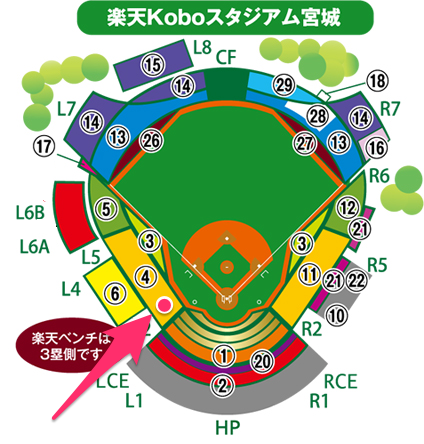 楽天Koboスタジアム宮城
L8
CF
⑮
⑭
㉙
⑱
L7
⑭
⑬
㉖
㉗
㉘
⑬
⑭
R7
⑯
⑰
R6
L6B
⑤
⑫
L6A
③
③
㉑
L5
④
⑪
R5
L4
⑥
㉑
㉒
⑩
楽天ベンチは
3塁側です
2
R2
①
⑳
②
LCE
RCE
L1
R1
HP